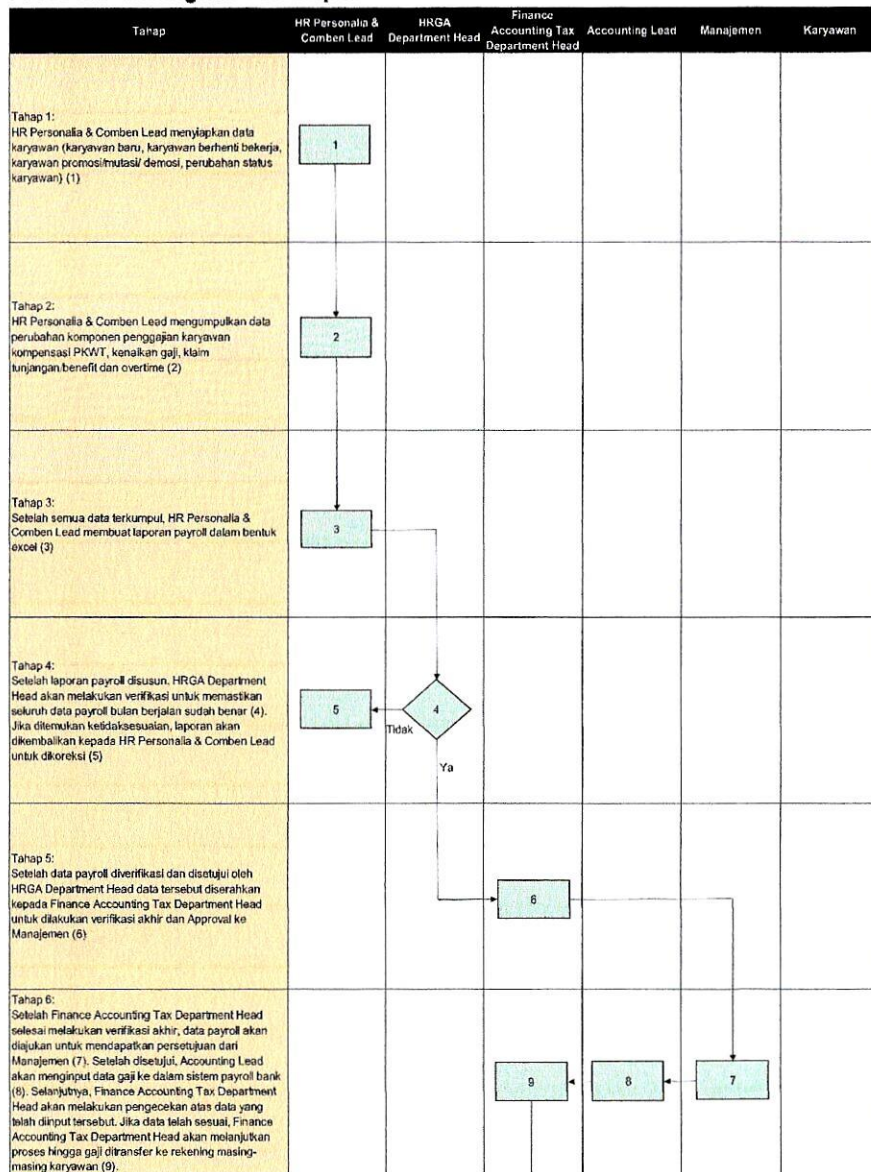 Tahap
HR Personalia &
Comben Lead
HRGA
Department Head
Finance
Accounting Tax
Department Head
Accounting Lead
Manajemen
Karyawan
Tahap 1:
HR Personalia & Comben Lead menyiapkan data
karyawan (karyawan baru, karyawan berhenti bekerja,
karyawan promosi/mutasi/ demosi, perubahan status
karyawan) (1)
1
Tahap 2:
HR Personalia & Comben Lead mengumpulkan data
perubahan komponen penggajian karyawan
kompensasi PKWT, kenaikan gaji, klaim
tunjangan/benefit dan overtime (2)
2
Tahap 3:
Setelah semua data terkumpul, HR Personalia &
Comben Lead membuat laporan payroll dalam bentuk
excel (3)
3
Tahap 4:
Setelah laporan payroll disusun, HRGA Department
Head akan melakukan verifikasi untuk memastikan
seluruh data payroll bulan berjalan sudah benar (4).
Jika ditemukan ketidaksesuaian, laporan akan
dikembalikan kepada HR Personalia & Comben Lead
untuk dikoreksi (5)
5
4
Tidak
Ya
Tahap 5:
Setelah data payroll diverifikasi dan disetujui oleh
HRGA Department Head data tersebut diserahkan
kepada Finance Accounting Tax Department Head
untuk dilakukan verifikasi akhir dan Approval ke
Manajemen (6)
6
Tahap 6:
Setelah Finance Accounting Tax Department Head
selesai melakukan verifikasi akhir, data payroll akan
diajukan untuk mendapatkan persetujuan dari
Manajemen (7). Setelah disetujui, Accounting Lead
akan menginput data gaji ke dalam sistem payroll bank
(8). Selanjutnya, Finance Accounting Tax Department
Head akan melakukan pengecekan atas data yang
telah diinput tersebut. Jika data telah sesuai, Finance
Accounting Tax Department Head akan melanjutkan
proses hingga gaji ditransfer ke rekening masing-
masing karyawan (9).
9
8
7